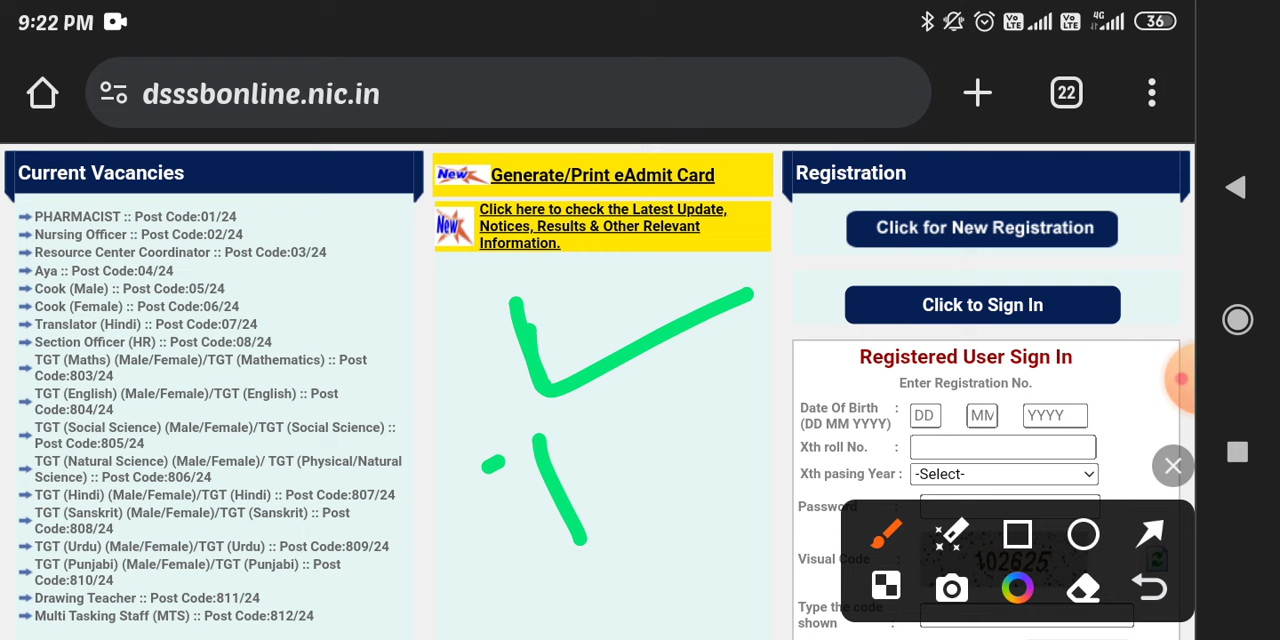 9:22 PM
Vo LTE
Vo LTE
4G
36
dsssbonline.nic.in
22
Current Vacancies
PHARMACIST :: Post Code:01/24
Nursing Officer :: Post Code:02/24
Resource Center Coordinator :: Post Code:03/24
Aya :: Post Code:04/24
Cook (Male) :: Post Code:05/24
Cook (Female) :: Post Code:06/24
Translator (Hindi) :: Post Code:07/24
Section Officer (HR) :: Post Code:08/24
TGT (Maths) (Male/Female)/TGT (Mathematics) :: Post
Code:803/24
TGT (English) (Male/Female)/TGT (English) :: Post
Code:804/24
TGT (Social Science) (Male/Female)/TGT (Social Science) ::
Post Code:805/24
TGT (Natural Science) (Male/Female)/ TGT (Physical/Natural
Science) :: Post Code:806/24
TGT (Hindi) (Male/Female)/TGT (Hindi) :: Post Code:807/24
TGT (Sanskrit) (Male/Female)/TGT (Sanskrit) :: Post
Code:808/24
TGT (Urdu) (Male/Female)/TGT (Urdu) :: Post Code:809/24
TGT (Punjabi) (Male/Female)/TGT (Punjabi) :: Post
Code:810/24
Drawing Teacher :: Post Code:811/24
Multi Tasking Staff (MTS) :: Post Code:812/24
New Generate/Print eAdmit Card
New Click here to check the Latest Update,
Notices, Results & Other Relevant
Information.
Registration
Click for New Registration
Click to Sign In
Registered User Sign In
Enter Registration No.
Date Of Birth :
(DD MM YYYY)
DD MM YYYY
Xth roll No. :
Xth pasing Year : -Select-
Password
Visual Code
102625
Type the code
shown